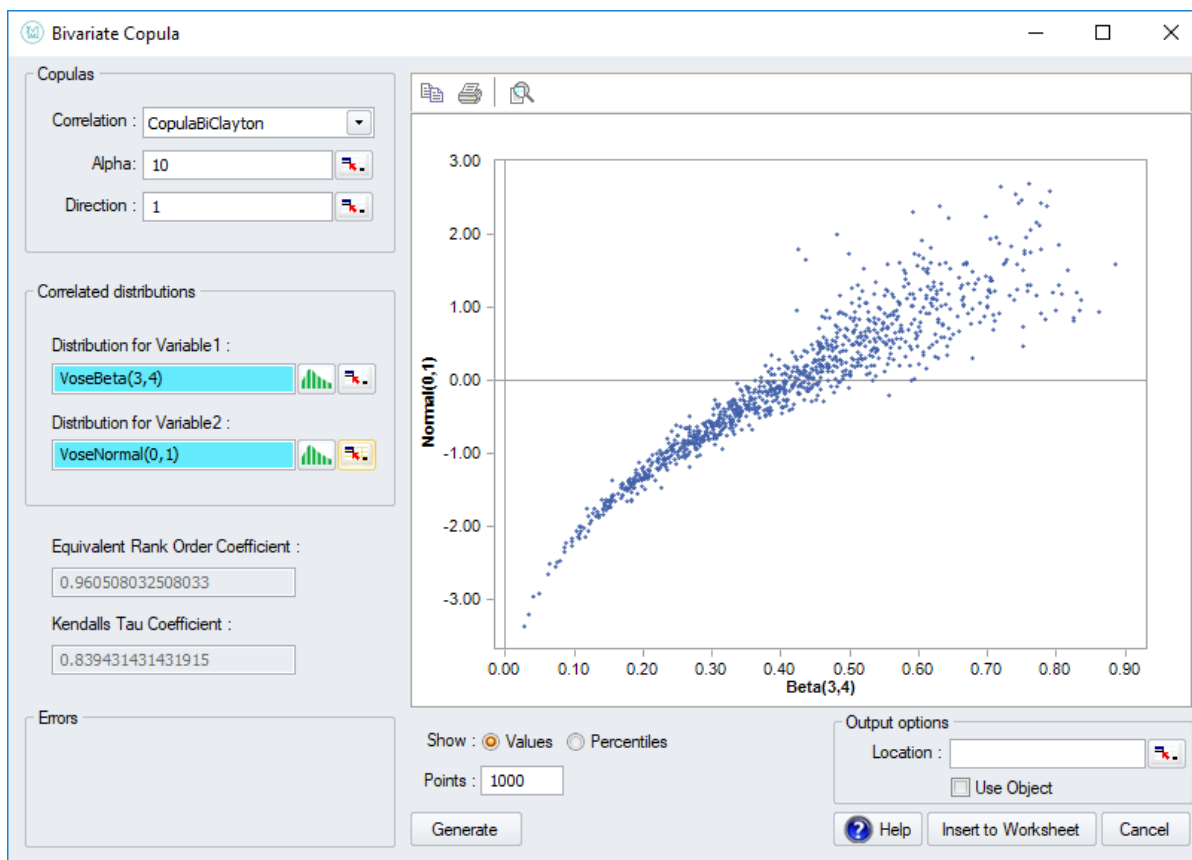 Bivariate Copula
Copulas
Correlation : CopulaBiClayton
Alpha: 10
Direction : 1
Correlated distributions
Distribution for Variable1 :
VoseBeta(3,4)
Distribution for Variable2 :
VoseNormal(0,1)
Equivalent Rank Order Coefficient :
0.960508032508033
Kendalls Tau Coefficient :
0.839431431431915
Errors
3.00
2.00
1.00
0.00
-1.00
-2.00
-3.00
Normal(0,1)
0.00 0.10 0.20 0.30 0.40 0.50 0.60 0.70 0.80 0.90
Beta(3,4)
Show : Values Percentiles
Points : 1000
Generate
Output options
Location :
Use Object
Help Insert to Worksheet Cancel